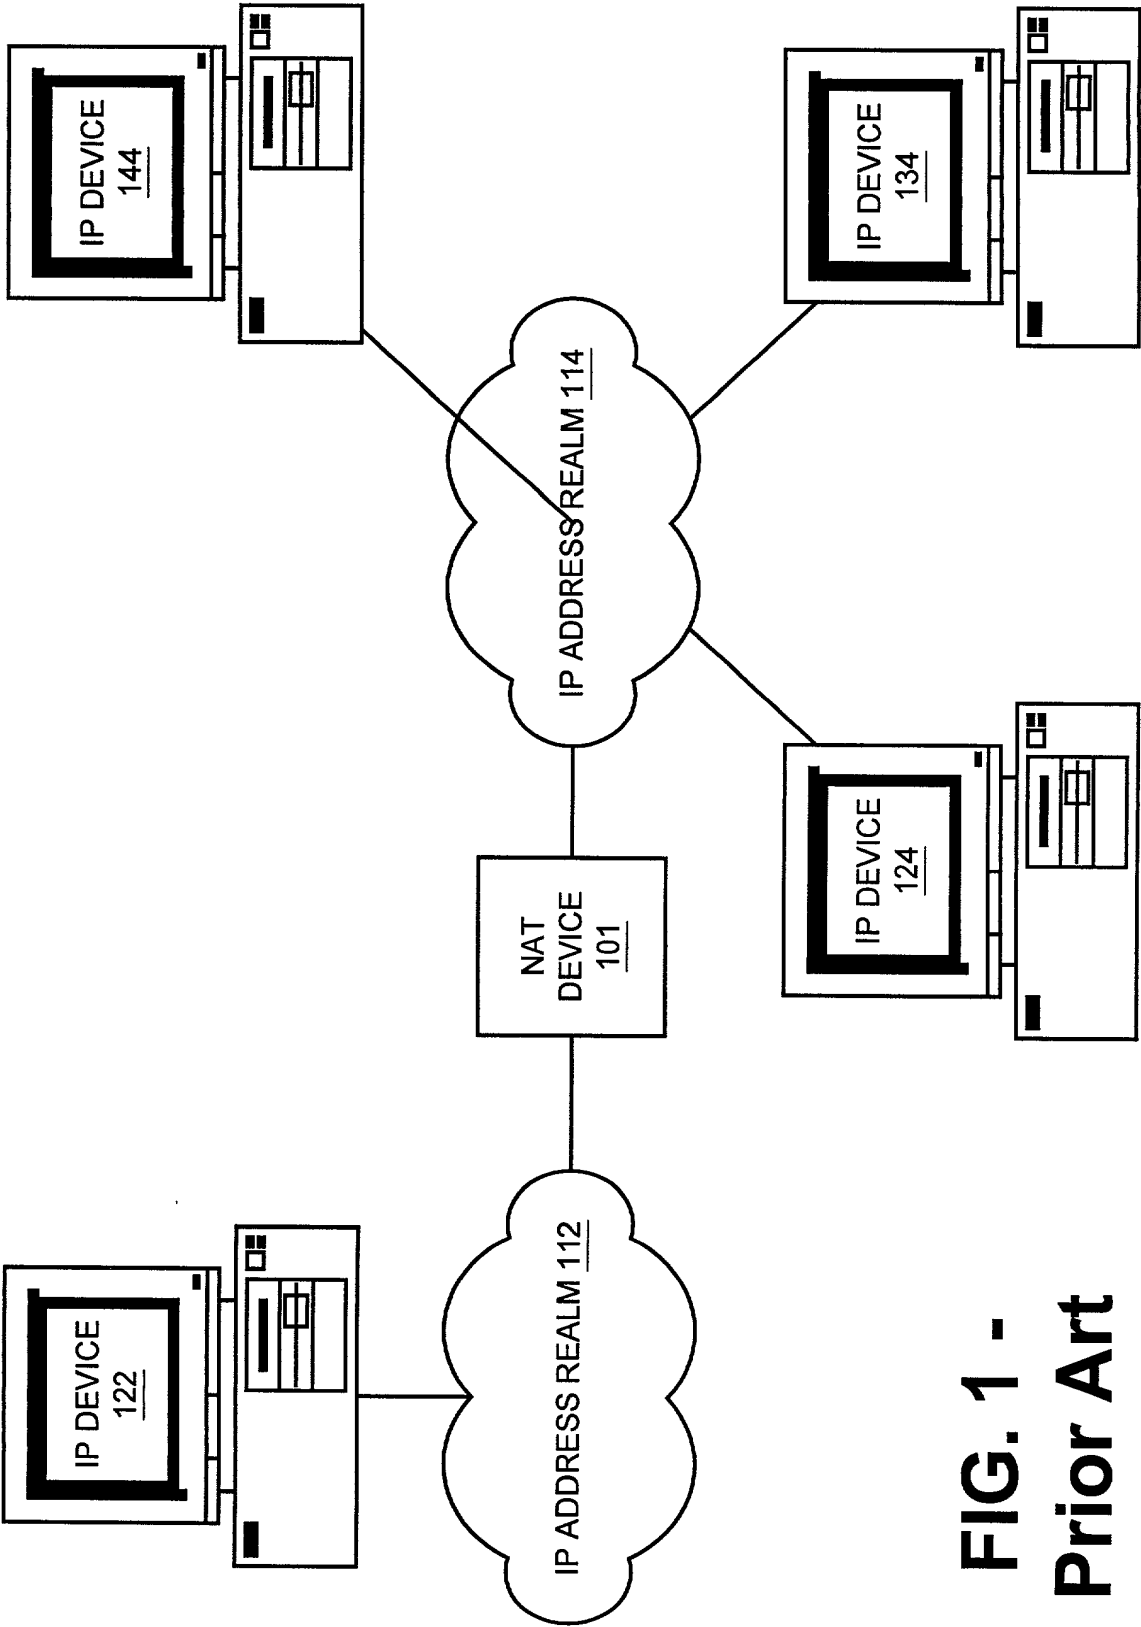 IP DEVICE
122
IP DEVICE
144
IP ADDRESS REALM 112
NAT
DEVICE
101
IP ADDRESS REALM 114
IP DEVICE
124
IP DEVICE
134
FIG. 1 -
Prior Art